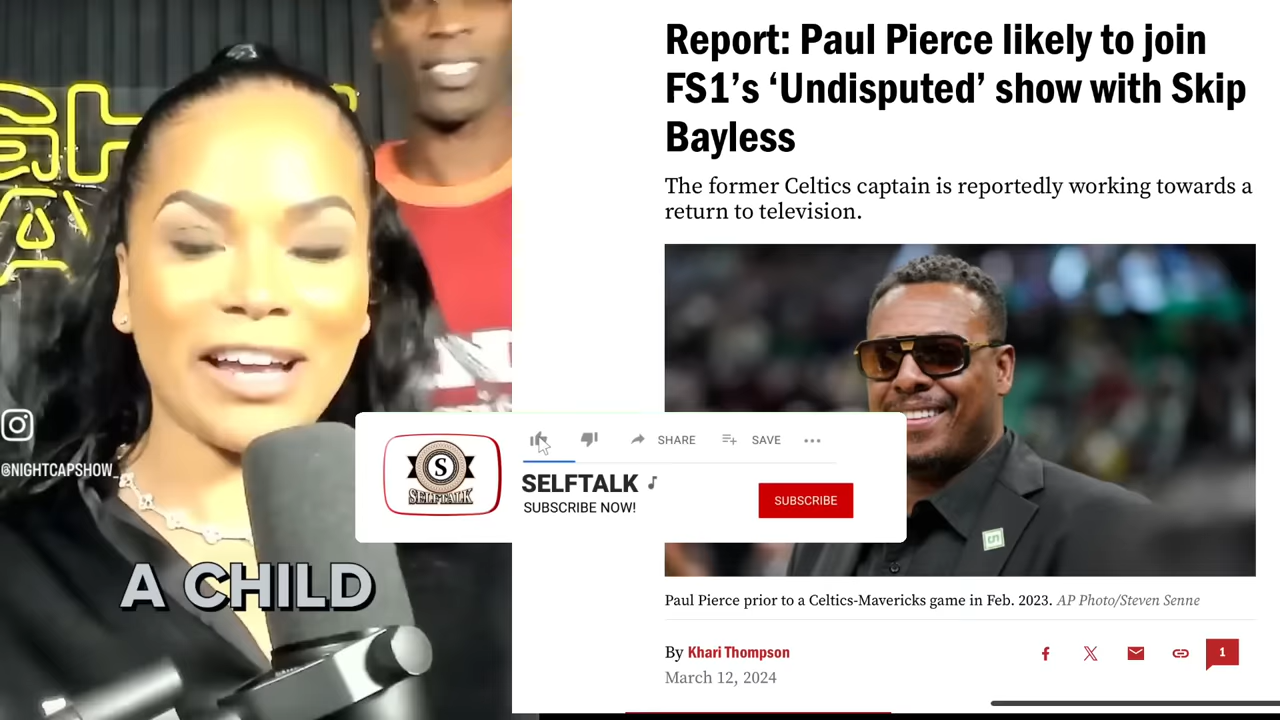 Report: Paul Pierce likely to join
FS1’s ‘Undisputed’ show with Skip
Bayless
The former Celtics captain is reportedly working towards a
return to television.
@NIGHTCAPSHOW_
A CHILD
S
SELFTALK
SHARE
SAVE
SELFTALK
SUBSCRIBE NOW!
SUBSCRIBE
5
Paul Pierce prior to a Celtics-Mavericks game in Feb. 2023. AP Photo/Steven Senne
By Khari Thompson
1
March 12, 2024